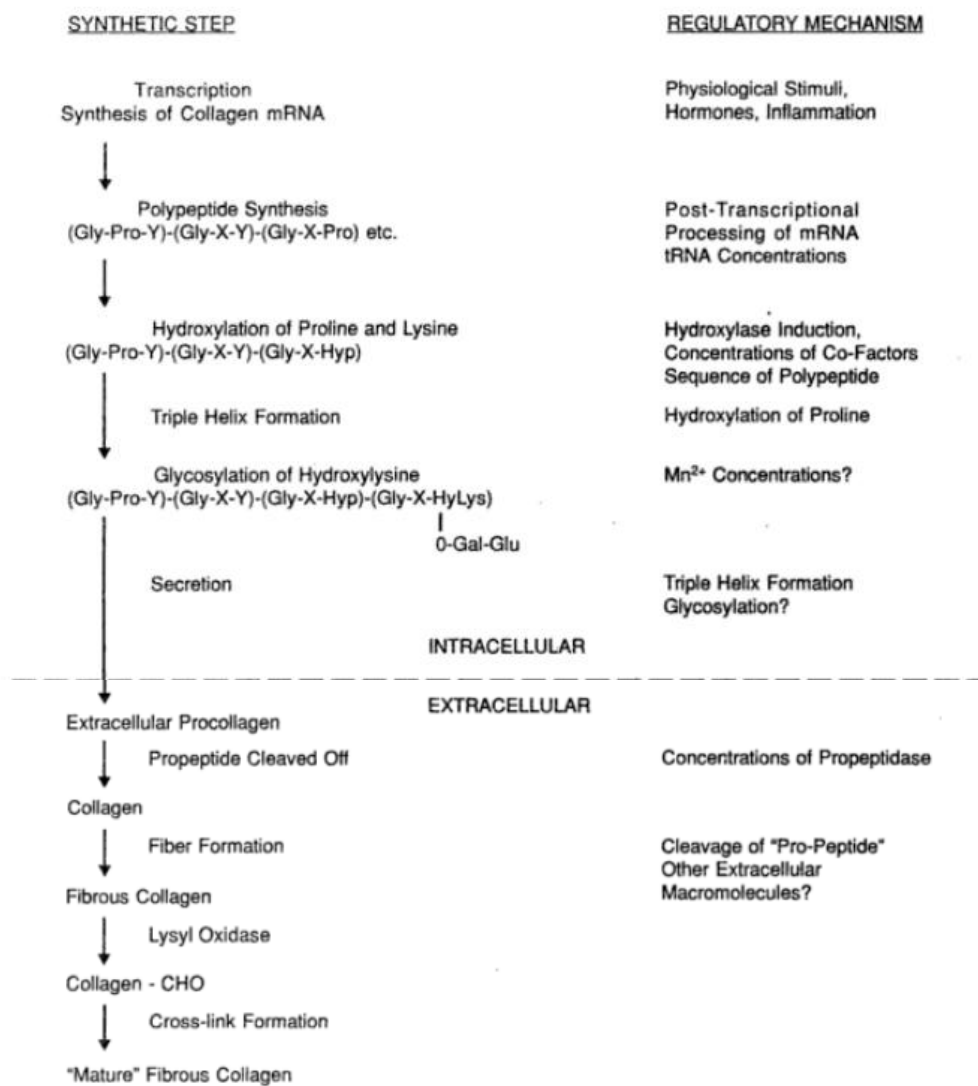 SYNTHETIC STEP
REGULATORY MECHANISM
Transcription
Synthesis of Collagen mRNA
Physiological Stimuli,
Hormones, Inflammation
Polypeptide Synthesis
(Gly-Pro-Y)-(Gly-X-Y)-(Gly-X-Pro) etc.
Post-Transcriptional
Processing of mRNA
tRNA Concentrations
Hydroxylation of Proline and Lysine
(Gly-Pro-Y)-(Gly-X-Y)-(Gly-X-Hyp)
Hydroxylase Induction,
Concentrations of Co-Factors
Sequence of Polypeptide
Triple Helix Formation
Hydroxylation of Proline
Glycosylation of Hydroxylysine
(Gly-Pro-Y)-(Gly-X-Y)-(Gly-X-Hyp)-(Gly-X-HyLys)
0-Gal-Glu
Mn²⁺ Concentrations?
Secretion
Triple Helix Formation
Glycosylation?
INTRACELLULAR
EXTRACELLULAR
Extracellular Procollagen
Propeptide Cleaved Off
Concentrations of Propeptidase
Collagen
Fiber Formation
Cleavage of "Pro-Peptide"
Other Extracellular
Macromolecules?
Fibrous Collagen
Lysyl Oxidase
Collagen - CHO
Cross-link Formation
"Mature" Fibrous Collagen